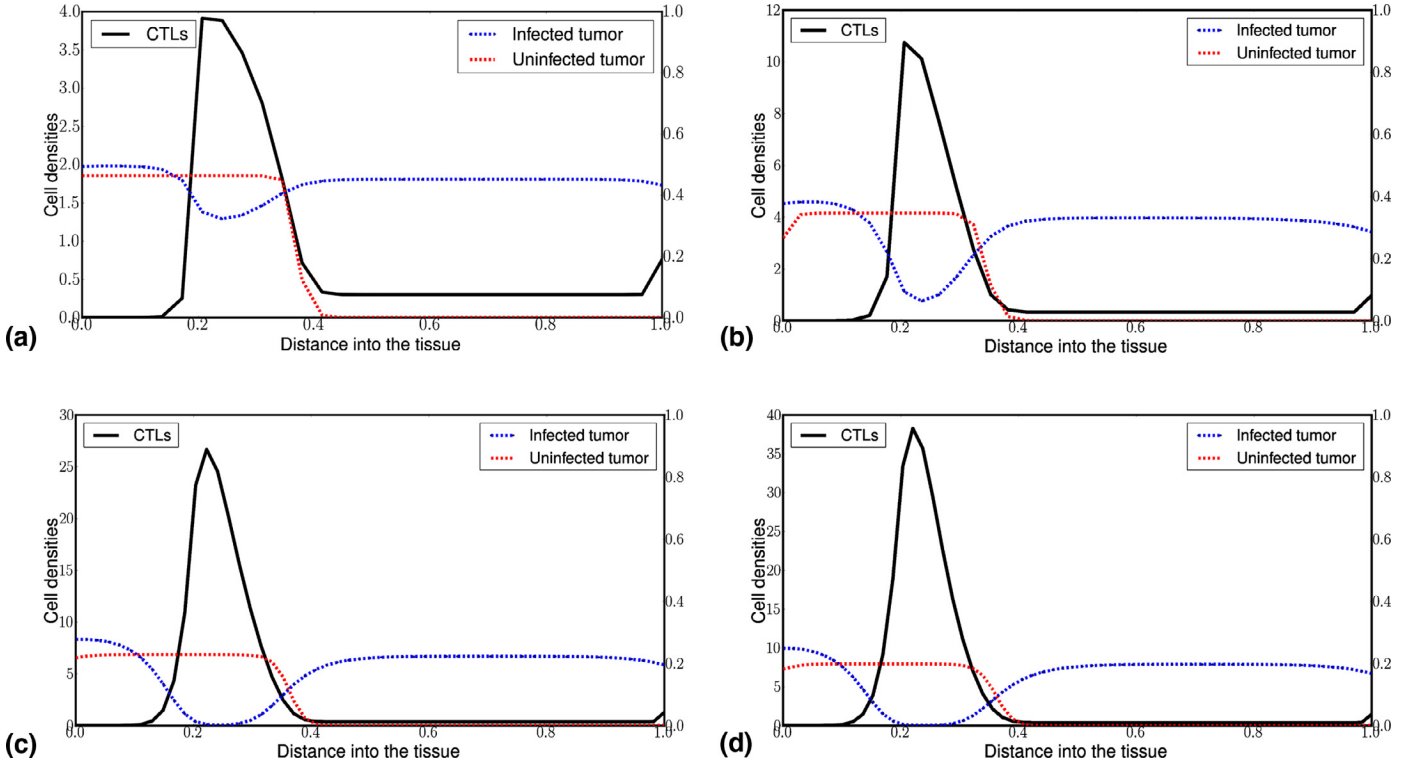 4.0
3.5
3.0
2.5
2.0
1.5
1.0
0.5
0.0
Cell densities
CTLs
Infected tumor
Uninfected tumor
1.0
0.8
0.6
0.4
0.2
0.0
0.0 0.2 0.4 0.6 0.8 1.0
Distance into the tissue
(a)
12
10
8
6
4
2
0
Cell densities
CTLs
Infected tumor
Uninfected tumor
1.0
0.8
0.6
0.4
0.2
0.0
0.0 0.2 0.4 0.6 0.8 1.0
Distance into the tissue
(b)
30
25
20
15
10
5
0
Cell densities
CTLs
Infected tumor
Uninfected tumor
1.0
0.8
0.6
0.4
0.2
0.0
0.0 0.2 0.4 0.6 0.8 1.0
Distance into the tissue
(c)
40
35
30
25
20
15
10
5
0
Cell densities
CTLs
Infected tumor
Uninfected tumor
1.0
0.8
0.6
0.4
0.2
0.0
0.0 0.2 0.4 0.6 0.8 1.0
Distance into the tissue
(d)